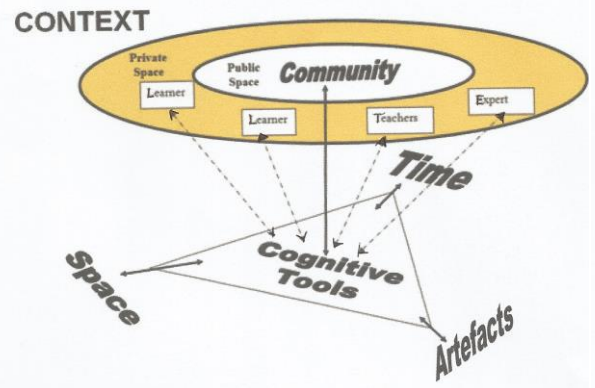 CONTEXT
Private
Space
Public
Space
Community
Learner
Learner
Teachers
Expert
Time
Cognitive
Tools
Space
Artefacts